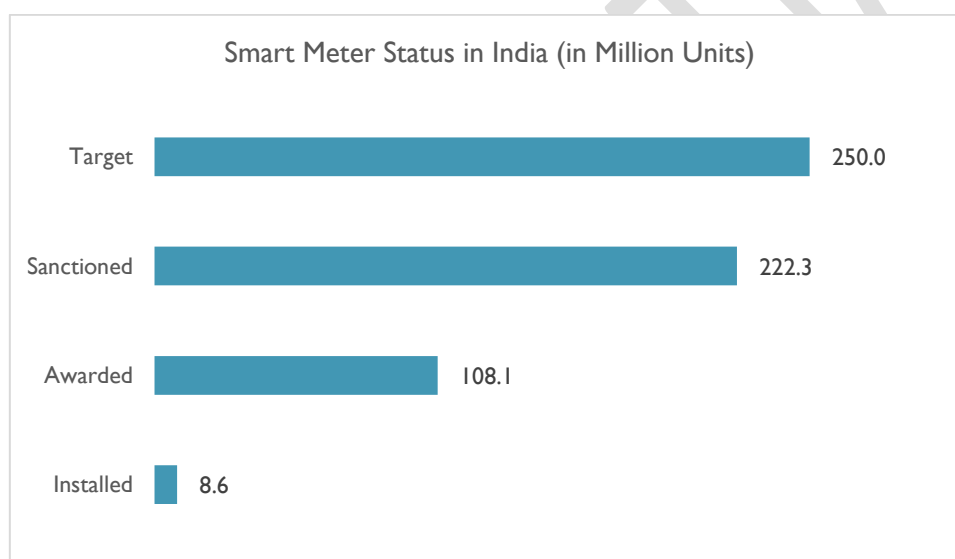 Smart Meter Status in India (in Million Units)
Target 250.0
Sanctioned 222.3
Awarded 108.1
Installed 8.6